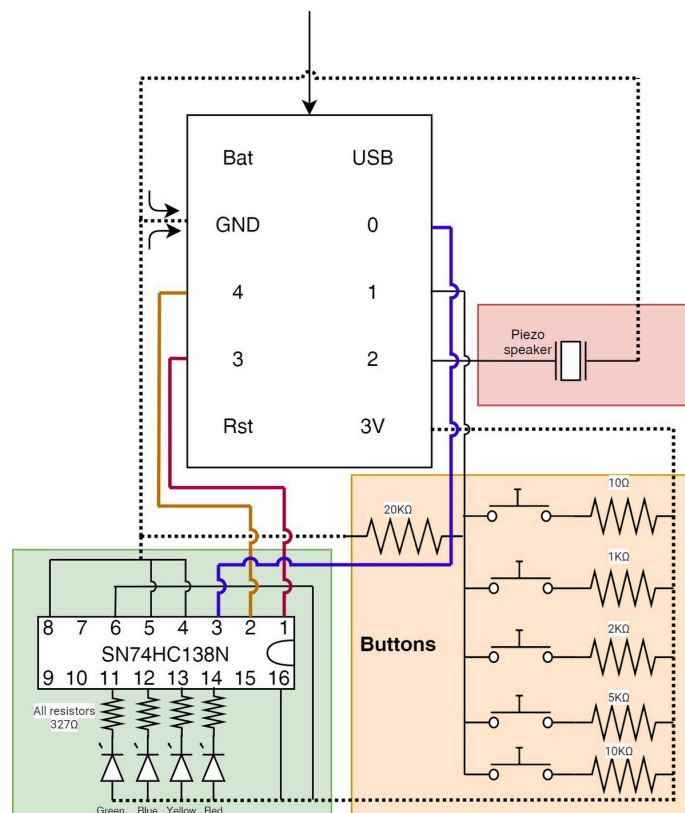 Bat USB
GND 0
4 1
3 2
Rst 3V
Piezo
speaker
20KΩ
10Ω
1KΩ
2KΩ
5KΩ
10KΩ
Buttons
8 7 6 5 4 3 2 1
SN74HC138N
9 10 11 12 13 14 15 16
All resistors
327Ω
Green Blue Yellow Red